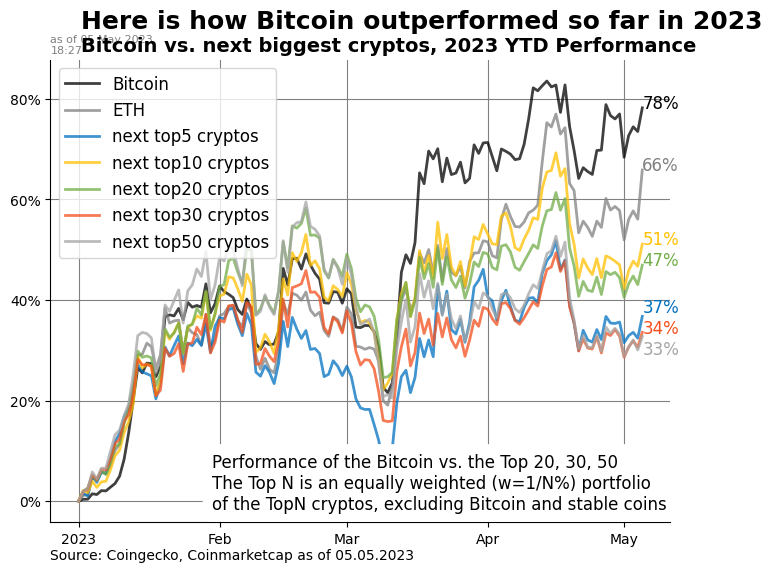 Here is how Bitcoin outperformed so far in 2023
as of 05 May 2023
18:27
Bitcoin vs. next biggest cryptos, 2023 YTD Performance
Bitcoin
ETH
next top5 cryptos
next top10 cryptos
next top20 cryptos
next top30 cryptos
next top50 cryptos
80%
60%
40%
20%
0%
78%
66%
51%
47%
37%
34%
33%
Performance of the Bitcoin vs. the Top 20, 30, 50
The Top N is an equally weighted (w=1/N%) portfolio
of the TopN cryptos, excluding Bitcoin and stable coins
2023 Feb Mar Apr May
Source: Coingecko, Coinmarketcap as of 05.05.2023